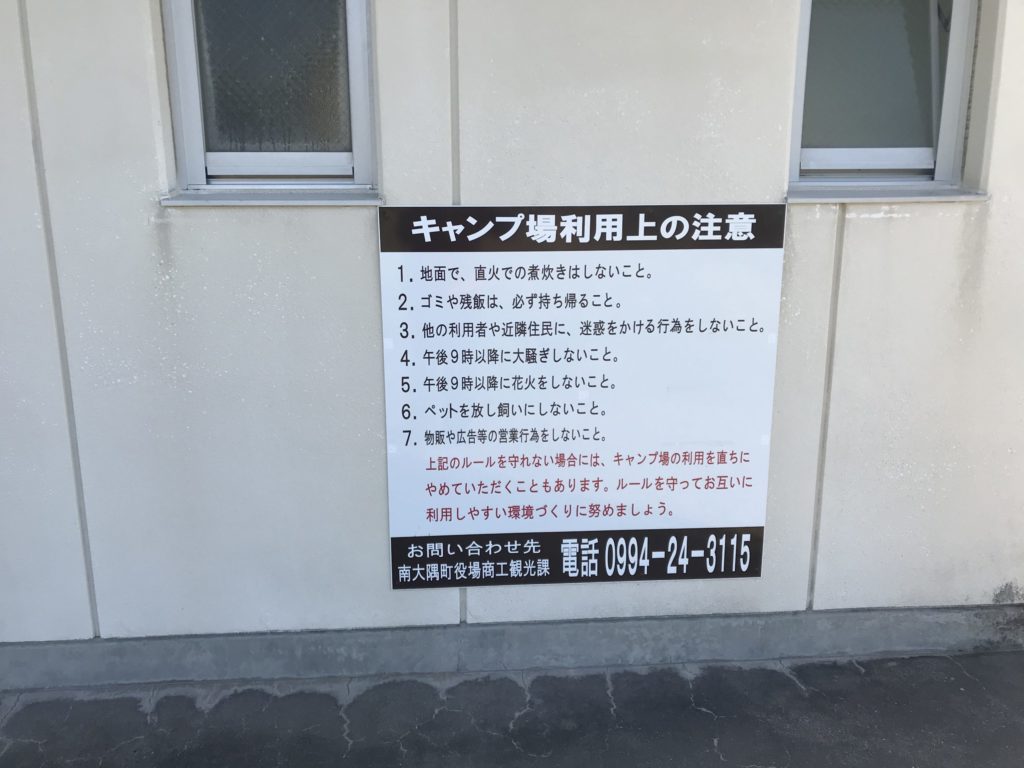 キャンプ場利用上の注意
1. 地面で、直火での煮炊きはしないこと。
2. ゴミや残飯は、必ず持ち帰ること。
3. 他の利用者や近隣住民に、迷惑をかける行為をしないこと。
4. 午後9時以降に大騒ぎしないこと。
5. 午後9時以降に花火をしないこと。
6. ペットを放し飼いにしないこと。
7. 物販や広告等の営業行為をしないこと。
上記のルールを守れない場合には、キャンプ場の利用を直ちに
やめていただくこともあります。ルールを守ってお互いに
利用しやすい環境づくりに努めましょう。
お問い合わせ先
南大隅町役場商工観光課 電話 0994-24-3115